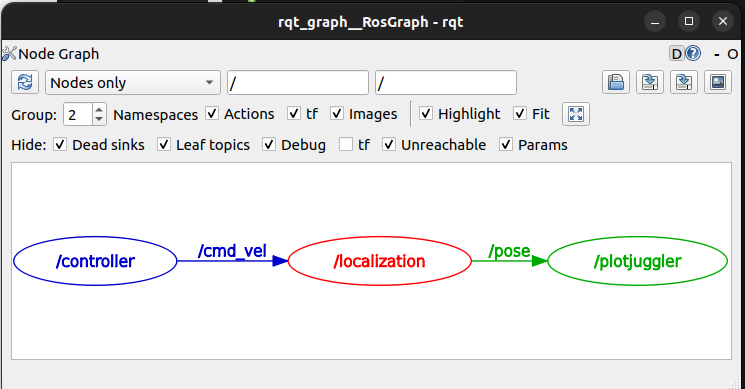 rqt_graph__RosGraph - rqt
Node Graph
D
- O
Nodes only
/
/
Group: 2 Namespaces Actions tf Images Highlight Fit
Hide: Dead sinks Leaf topics Debug tf Unreachable Params
/controller /cmd_vel /localization /pose /plotjuggler